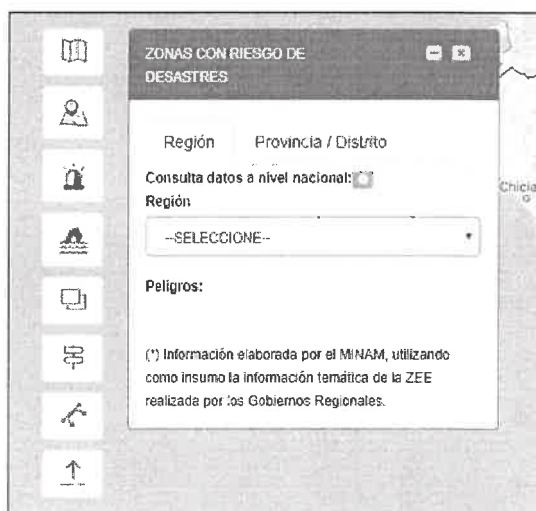 ZONAS CON RIESGO DE
DESASTRES
Región Provincia / Distrito
Consulta datos a nivel nacional:
Región
--SELECCIONE--
Peligros:
(*) Información elaborada por el MINAM, utilizando
como insumo la información temática de la ZEE
realizada por los Gobiernos Regionales.